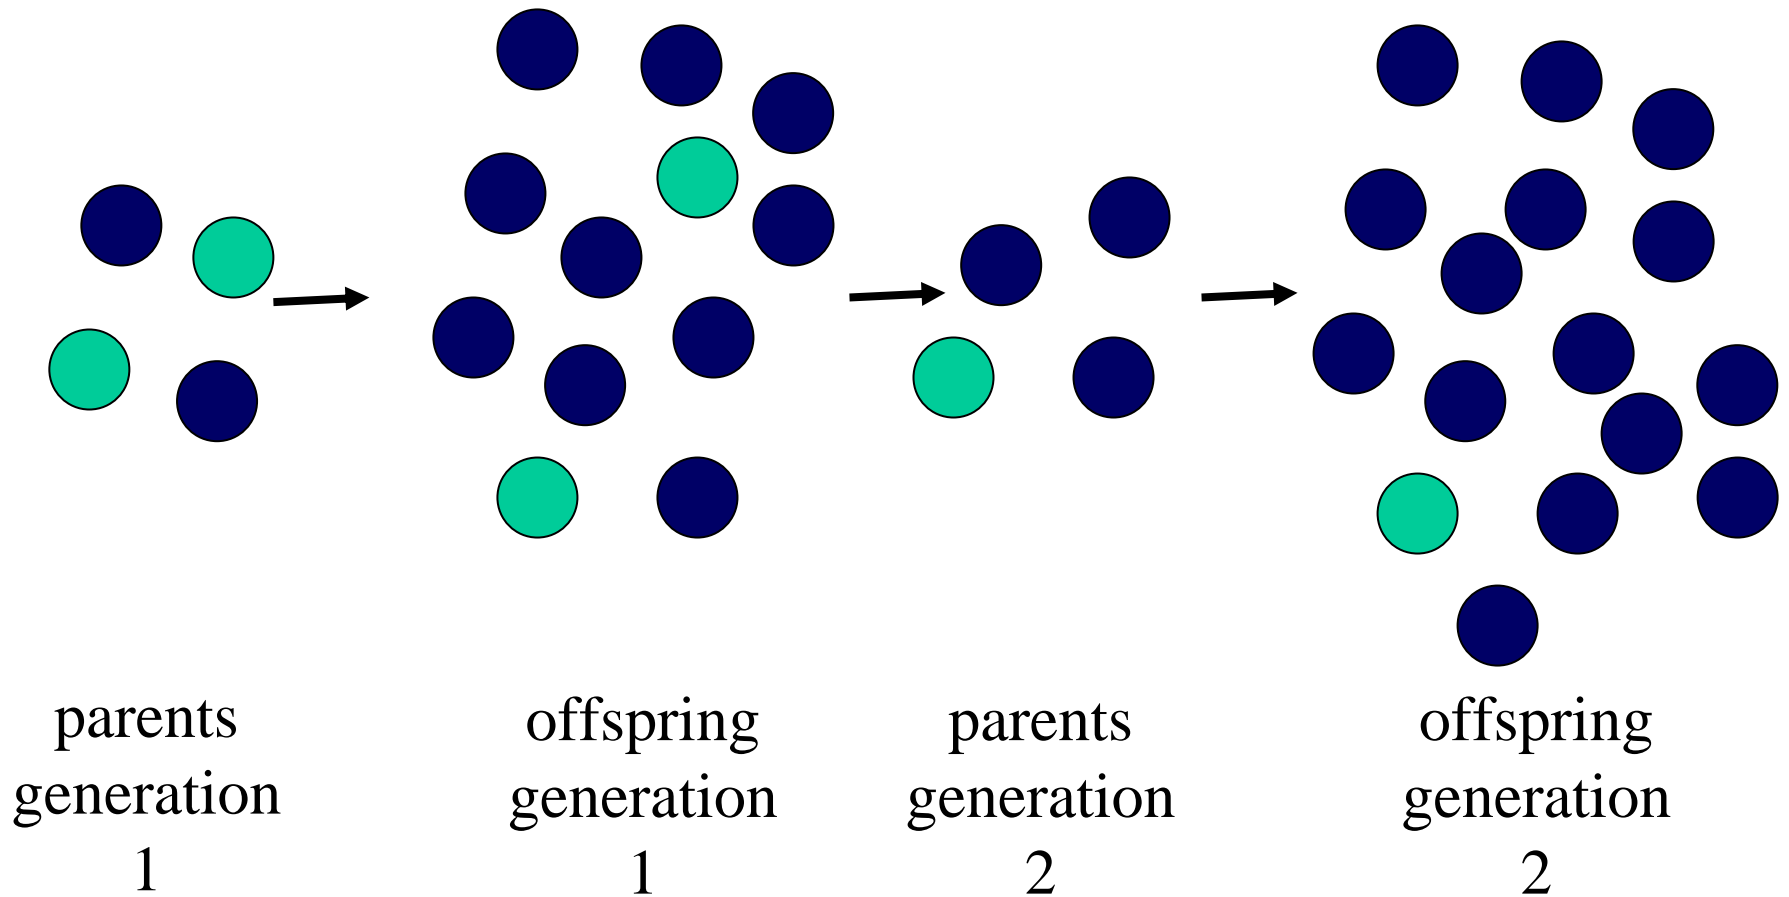 parents
generation
1
offspring
generation
1
parents
generation
2
offspring
generation
2